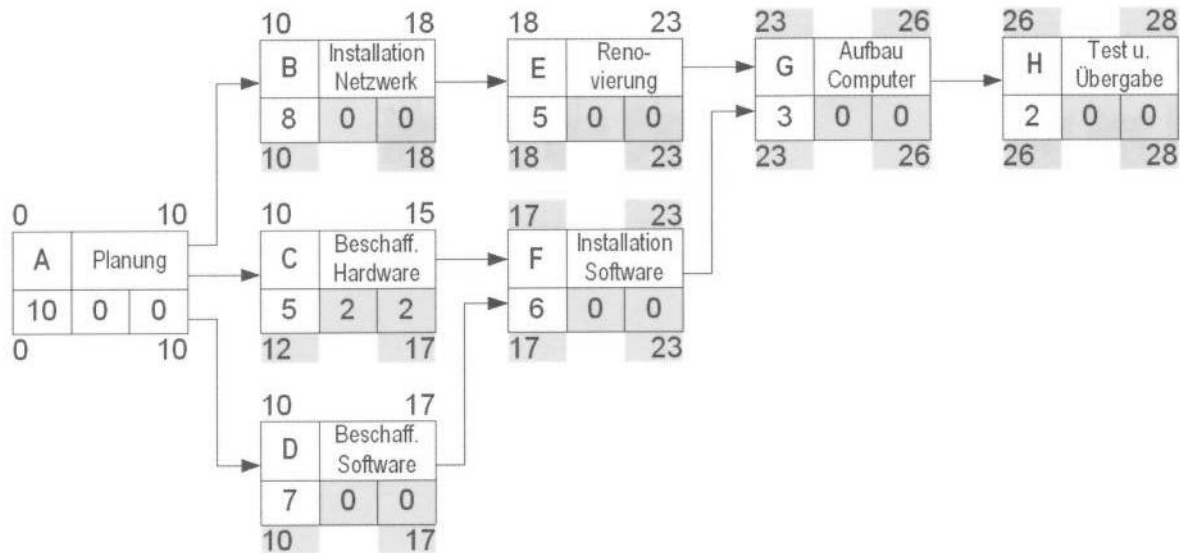 10 18
B Installation
Netzwerk
8 0 0
10 18
18 23
E Reno-
vierung
5 0 0
18 23
23 26
G Aufbau
Computer
3 0 0
23 26
26 28
H Test u.
Übergabe
2 0 0
26 28
0 10
A Planung
10 0 0
0 10
10 15
C Beschaff.
Hardware
5 2 2
12 17
17 23
F Installation
Software
6 0 0
17 23
10 17
D Beschaff.
Software
7 0 0
10 17